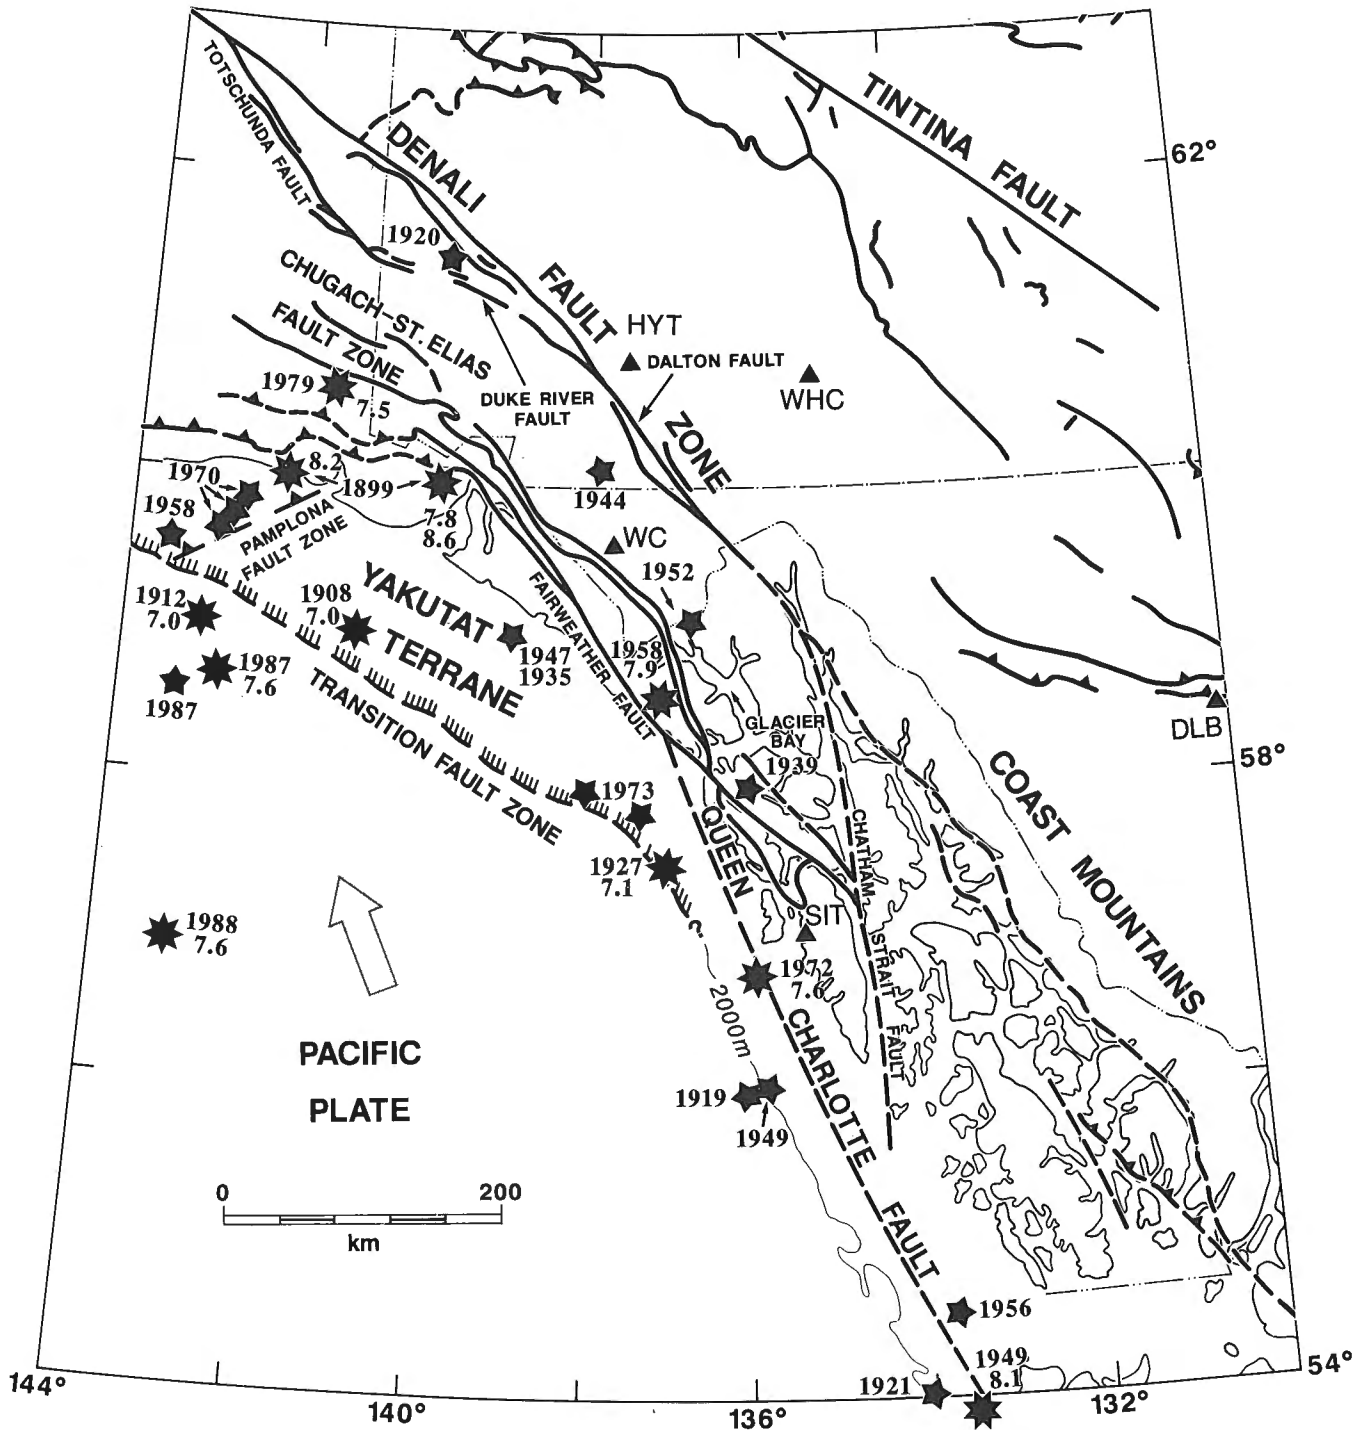 TOTSCHUNDA FAULT
DENALI
FAULT
ZONE
TINTINA FAULT
62°
1920
CHUGACH–ST. ELIAS
FAULT ZONE
HYT
DALTON FAULT
WHC
1979
7.5
DUKE RIVER
FAULT
1970
8.2
1899
1944
1958
7.8
8.6
PAMPLONA
FAULT ZONE
WC
1952
YAKUTAT
TERRANE
FAIRWEATHER FAULT
1912
7.0
1908
7.0
1947
1935
1958
7.9
1987
7.6
1987
TRANSITION FAULT ZONE
GLACIER
BAY
1939
DLB
58°
COAST MOUNTAINS
1973
QUEEN
CHARLOTTE
FAULT
CHATHAM
STRAIT
FAULT
1927
7.1
SIT
1988
7.6
1972
7.6
2000m
PACIFIC
PLATE
1919
1949
0
200
km
1956
1949
8.1
1921
54°
144°
140°
136°
132°